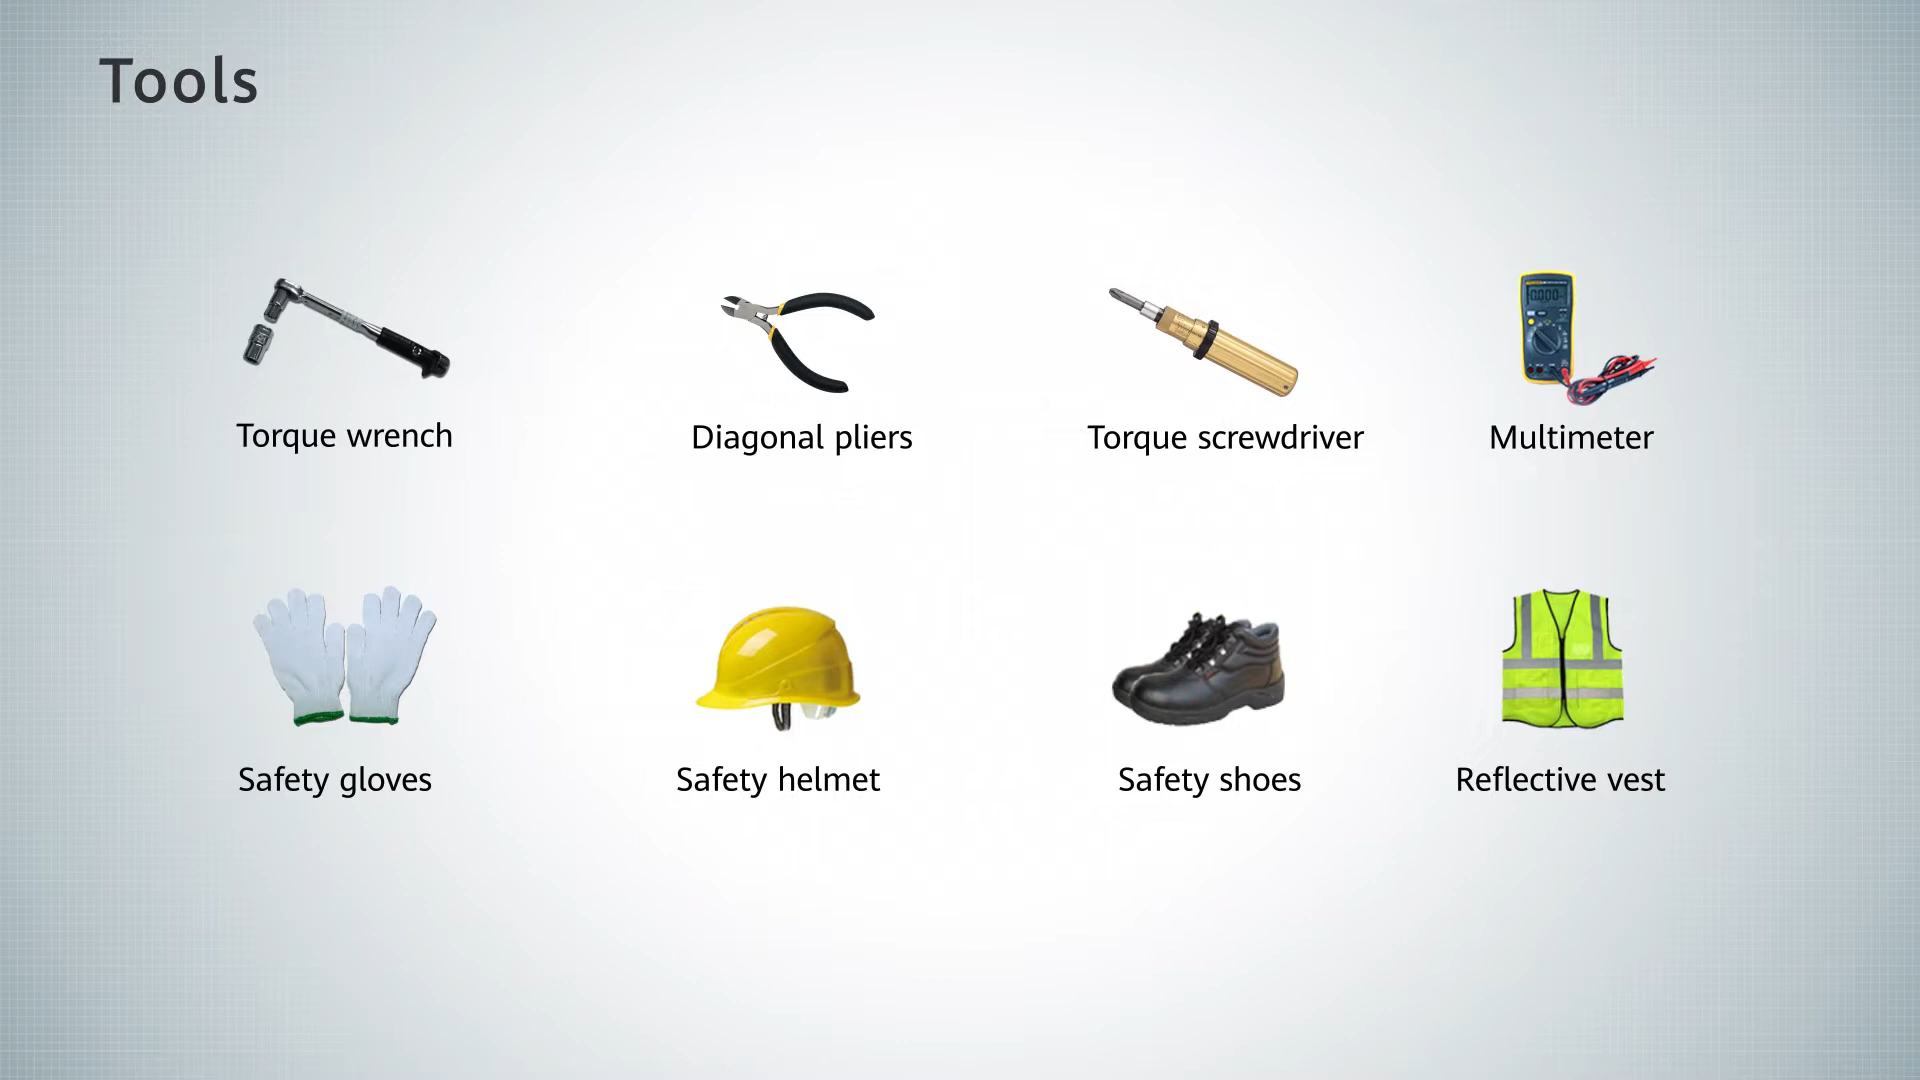 Tools
Torque wrench
Diagonal pliers
Torque screwdriver
Multimeter
Safety gloves
Safety helmet
Safety shoes
Reflective vest